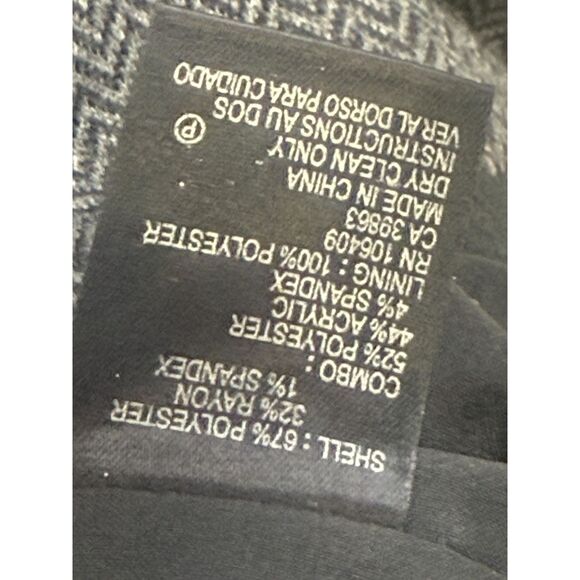 SHELL : 67% POLYESTER
32% RAYON
1% SPANDEX
COMBO :
52% POLYESTER
44% ACRYLIC
4% SPANDEX
LINING : 100% POLYESTER
RN 106409
CA 39863
MADE IN CHINA
DRY CLEAN ONLY
INSTRUCTIONS AU DOS
VER AL DORSO PARA CUIDADO
P